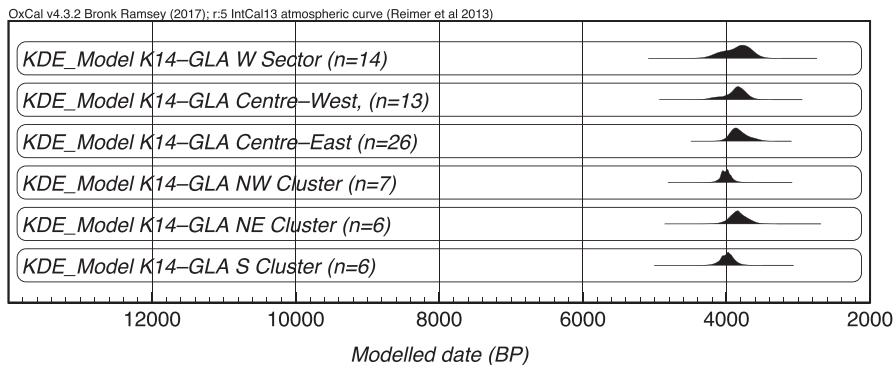 OxCal v4.3.2 Bronk Ramsey (2017); r:5 IntCal13 atmospheric curve (Reimer et al 2013)
KDE_Model K14–GLA W Sector (n=14)
KDE_Model K14–GLA Centre–West, (n=13)
KDE_Model K14–GLA Centre–East (n=26)
KDE_Model K14–GLA NW Cluster (n=7)
KDE_Model K14–GLA NE Cluster (n=6)
KDE_Model K14–GLA S Cluster (n=6)
12000 10000 8000 6000 4000 2000
Modelled date (BP)